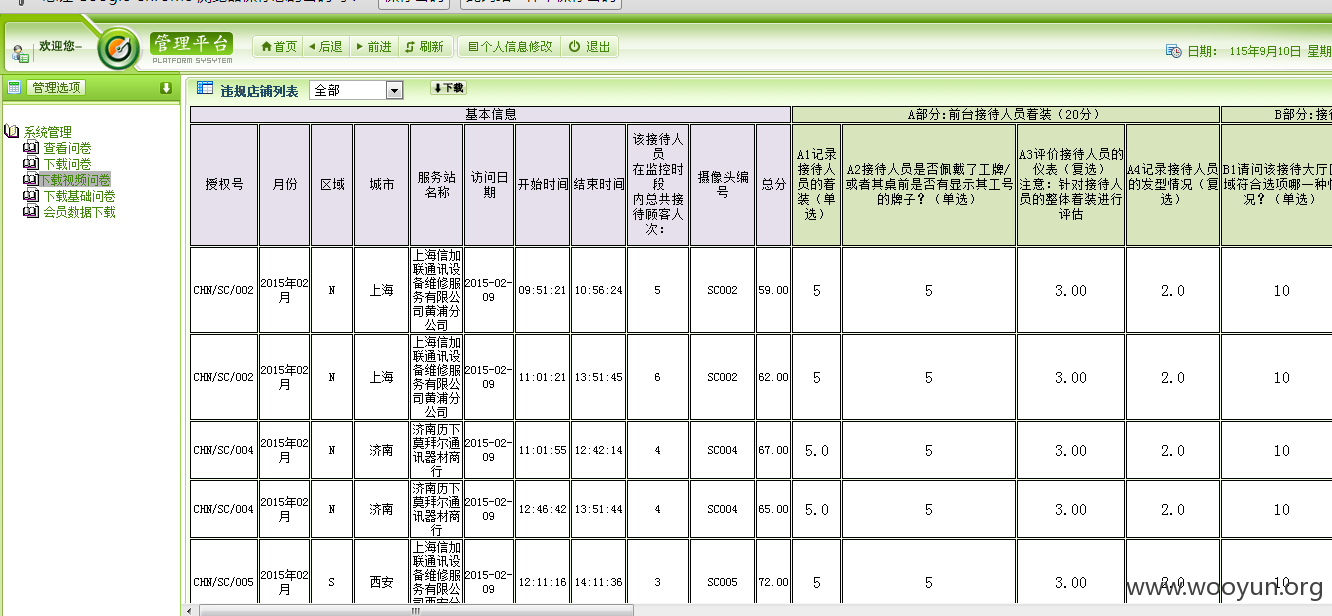 欢迎您-
管理平台
PLATFORM SYSYTEM
首页 后退 前进 刷新 个人信息修改 退出
日期: 115年9月10日 星期
管理选项
系统管理
查看问卷
下载问卷
下载视频问卷
下载基础问卷
会员数据下载
违规店铺列表 全部 下载
基本信息 A部分:前台接待人员着装(20分) B部分:接待
授权号 月份 区域 城市 服务站名称 访问日期 开始时间 结束时间
该接待人员
在监控时段
内总共接待顾客人次:
摄像头编号 总分
A1记录接待人员的着装(单选)
A2接待人员是否佩戴了工牌/或者其桌前是否有显示其工号的牌子?(单选)
A3评价接待人员的仪表(复选)
注意:针对接待人员的整体着装进行评估
A4记录接待人员的发型情况(复选)
B1请问该接待大厅区域符合选项哪一种情况?(单选)
CHN/SC/002 2015年02月 N 上海 上海信加联通讯设备维修服务有限公司黄浦分公司 2015-02-09 09:51:21 10:56:24 5 SC002 59.00 5 5 3.00 2.0 10
CHN/SC/002 2015年02月 N 上海 上海信加联通讯设备维修服务有限公司黄浦分公司 2015-02-09 11:01:21 13:51:45 6 SC002 62.00 5 5 3.00 2.0 10
CHN/SC/004 2015年02月 N 济南 济南历下莫拜尔通讯器材商行 2015-02-09 11:01:55 12:42:14 4 SC004 67.00 5.0 5 3.00 2.0 10
CHN/SC/004 2015年02月 N 济南 济南历下莫拜尔通讯器材商行 2015-02-09 12:46:42 13:51:44 4 SC004 65.00 5.0 5 3.00 2.0 10
CHN/SC/005 2015年02月 S 西安 上海信加联通讯设备维修服务有限公司西安分 2015-02-09 12:11:16 14:11:36 3 SC005 72.00 5 5 3.00 2.0 10
www.wooyun.org